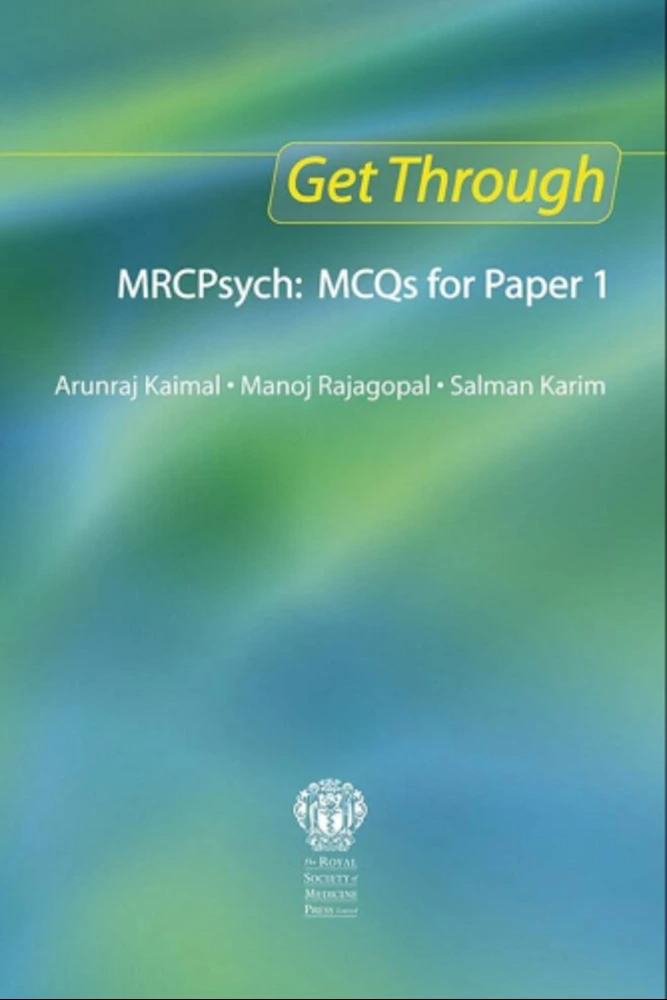 Get Through
MRCPsych: MCQs for Paper 1
Arunraj Kaimal • Manoj Rajagopal • Salman Karim
The ROYAL
SOCIETY of
MEDICINE
PRESS Limited